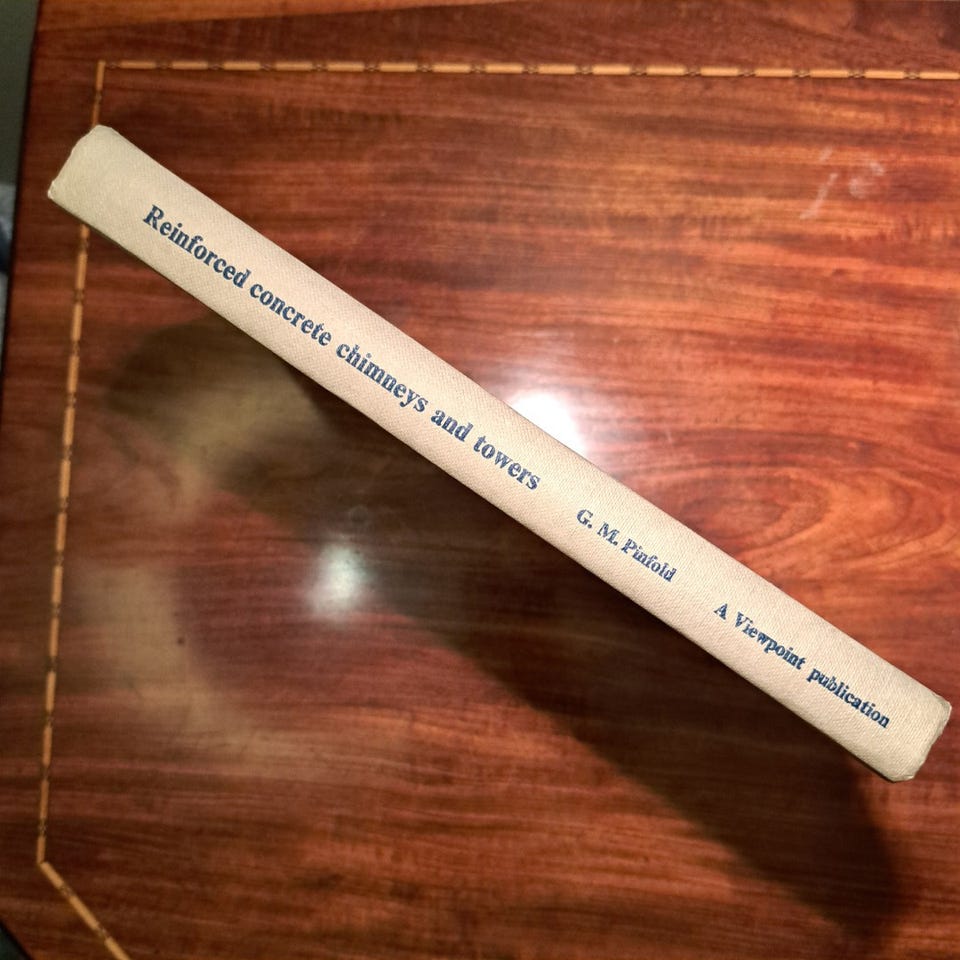 Reinforced concrete chimneys and towers
G. M. Pinfold
A Viewpoint publication